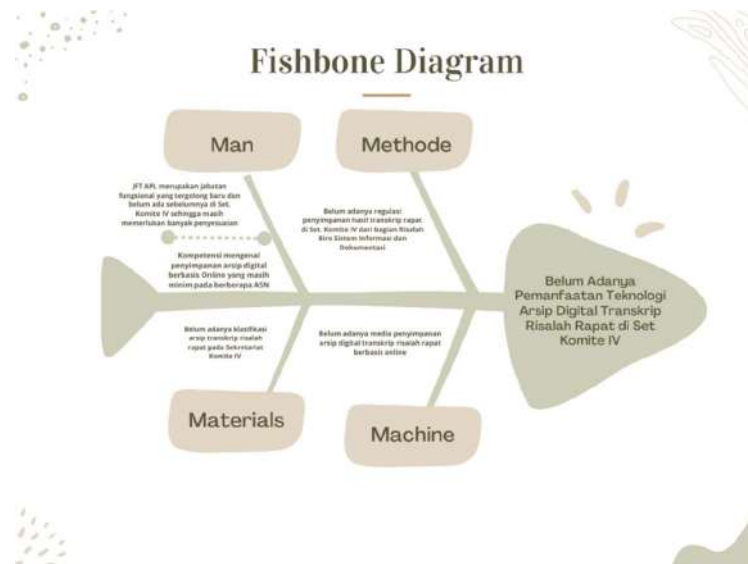 Fishbone Diagram
Man
Methode
JFT APL merupakan jabatan
fungsional yang tergolong baru dan
belum ada sebelumnya di Set.
Komite IV sehingga masih
memerlukan banyak penyesuaian
Belum adanya regulasi
penyimpanan hasil transkrip rapat
di Set. Komite IV dari bagian Risalah
Biro Sistem Informasi dan
Dokumentasi
Kompetensi mengenai
penyimpanan arsip digital
berbasis Online yang masih
minim pada berberapa ASN
Belum Adanya
Pemanfaatan Teknologi
Arsip Digital Transkrip
Risalah Rapat di Set
Komite IV
Belum adanya klasifikasi
arsip transkrip risalah
rapat pada Sekretariat
Komite IV
Belum adanya media penyimpanan
arsip digital transkrip risalah rapat
berbasis online
Materials
Machine